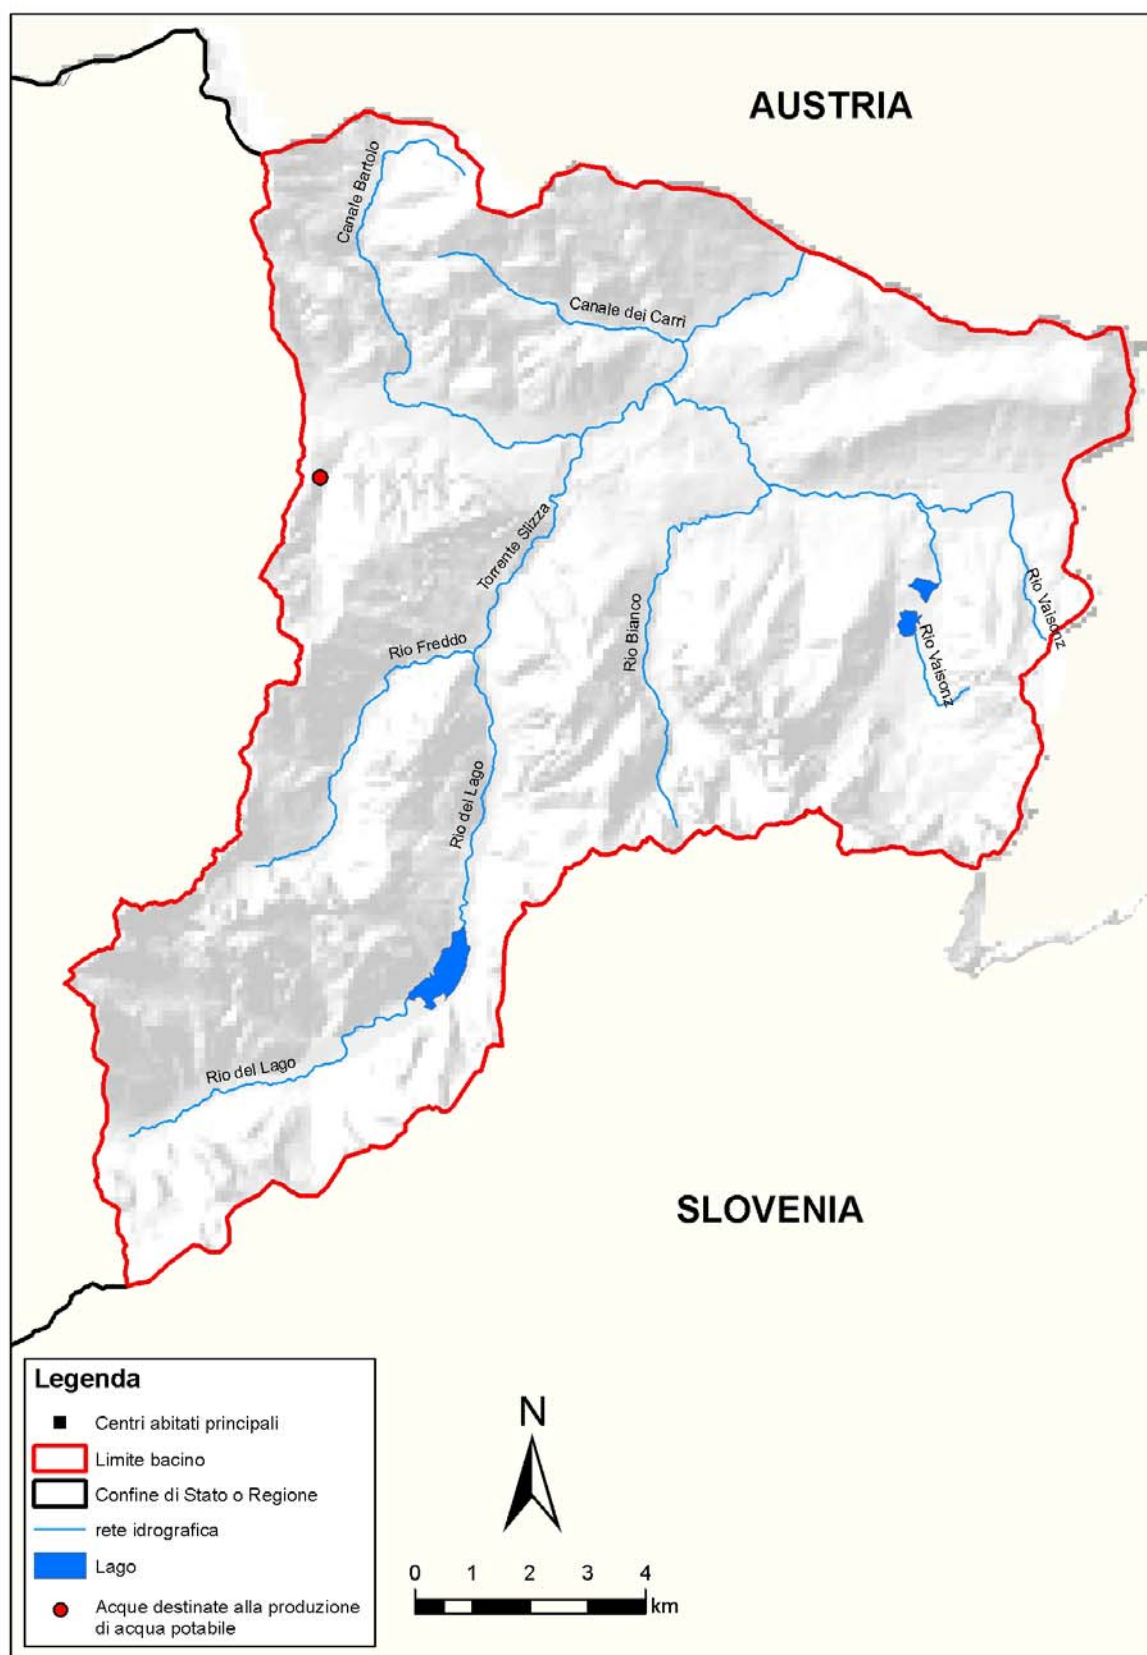 AUSTRIA
Canale Bartolo
Canale dei Carri
Torrente Slizza
Rio Freddo
Rio Bianco
Rio Vaisonz
Rio Vaisonz
Rio del Lago
Rio del Lago
SLOVENIA
Legenda
Centri abitati principali
Limite bacino
Confine di Stato o Regione
rete idrografica
Lago
Acque destinate alla produzione
di acqua potabile
N
0 1 2 3 4
km